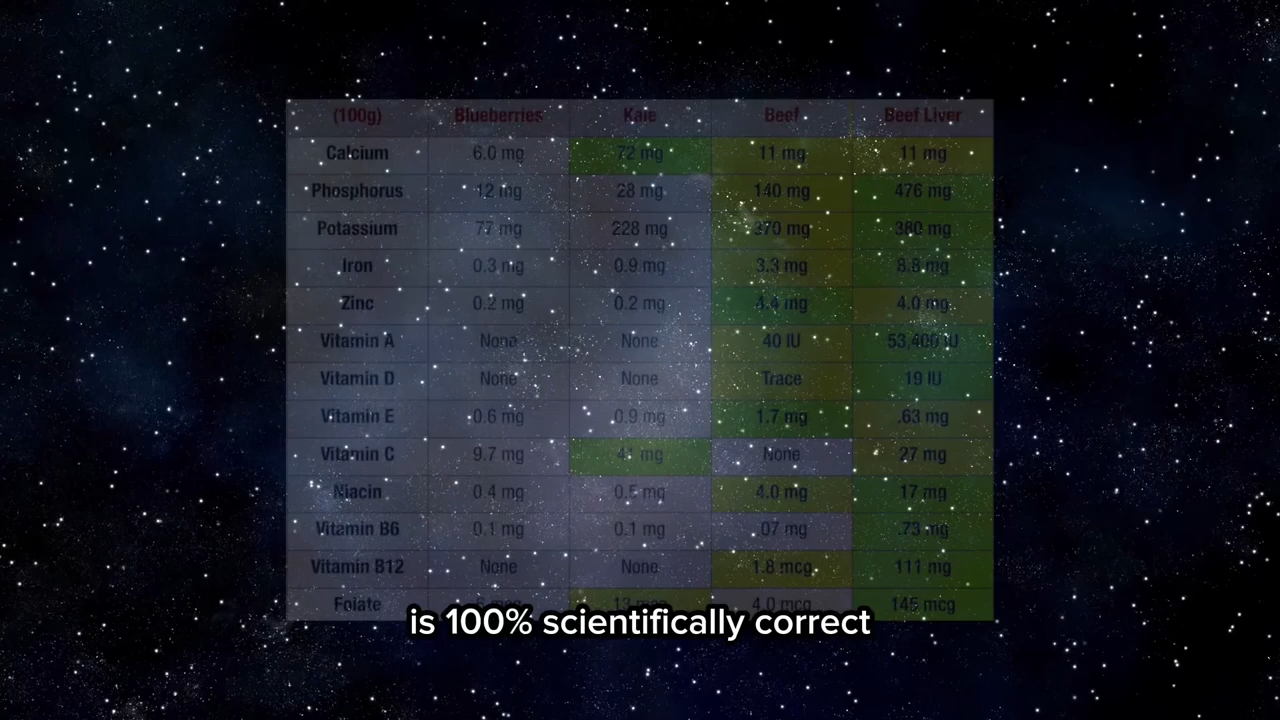 (100g) Blueberries Kale Beef Beef Liver
Calcium 6.0 mg 72 mg 11 mg 11 mg
Phosphorus 12 mg 28 mg 140 mg 476 mg
Potassium 77 mg 228 mg 370 mg 380 mg
Iron 0.3 mg 0.9 mg 3.3 mg 8.8 mg
Zinc 0.2 mg 0.2 mg 4.4 mg 4.0 mg
Vitamin A None None 40 IU 53,400 IU
Vitamin D None None Trace 19 IU
Vitamin E 0.6 mg 0.9 mg 1.7 mg .63 mg
Vitamin C 9.7 mg 41 mg None 27 mg
Niacin 0.4 mg 0.5 mg 4.0 mg 17 mg
Vitamin B6 0.1 mg 0.1 mg .07 mg .73 mg
Vitamin B12 None None 1.8 mcg 111 mg
Folate 13 mcg 4.0 mcg 145 mcg
is 100% scientifically correct